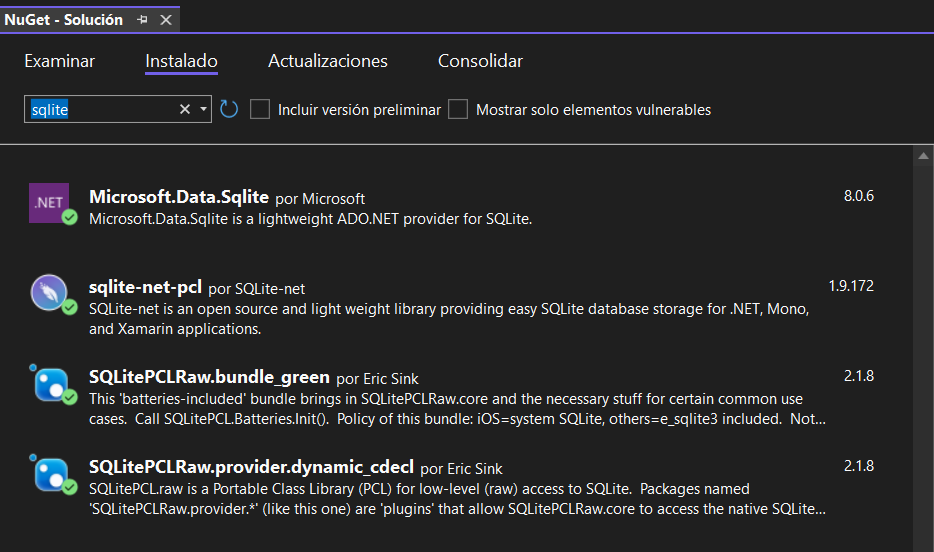 NuGet - Solución
Examinar Instalado Actualizaciones Consolidar
sqlite Incluir versión preliminar Mostrar solo elementos vulnerables
.NET Microsoft.Data.Sqlite por Microsoft 8.0.6
Microsoft.Data.Sqlite is a lightweight ADO.NET provider for SQLite.
sqlite-net-pcl por SQLite-net 1.9.172
SQLite-net is an open source and light weight library providing easy SQLite database storage for .NET, Mono,
and Xamarin applications.
SQLitePCLRaw.bundle_green por Eric Sink 2.1.8
This 'batteries-included' bundle brings in SQLitePCLRaw.core and the necessary stuff for certain common use
cases.  Call SQLitePCL.Batteries.Init().  Policy of this bundle: iOS=system SQLite, others=e_sqlite3 included.  Not...
SQLitePCLRaw.provider.dynamic_cdecl por Eric Sink 2.1.8
SQLitePCL.raw is a Portable Class Library (PCL) for low-level (raw) access to SQLite.  Packages named
'SQLitePCLRaw.provider.*' (like this one) are 'plugins' that allow SQLitePCLRaw.core to access the native SQLite...